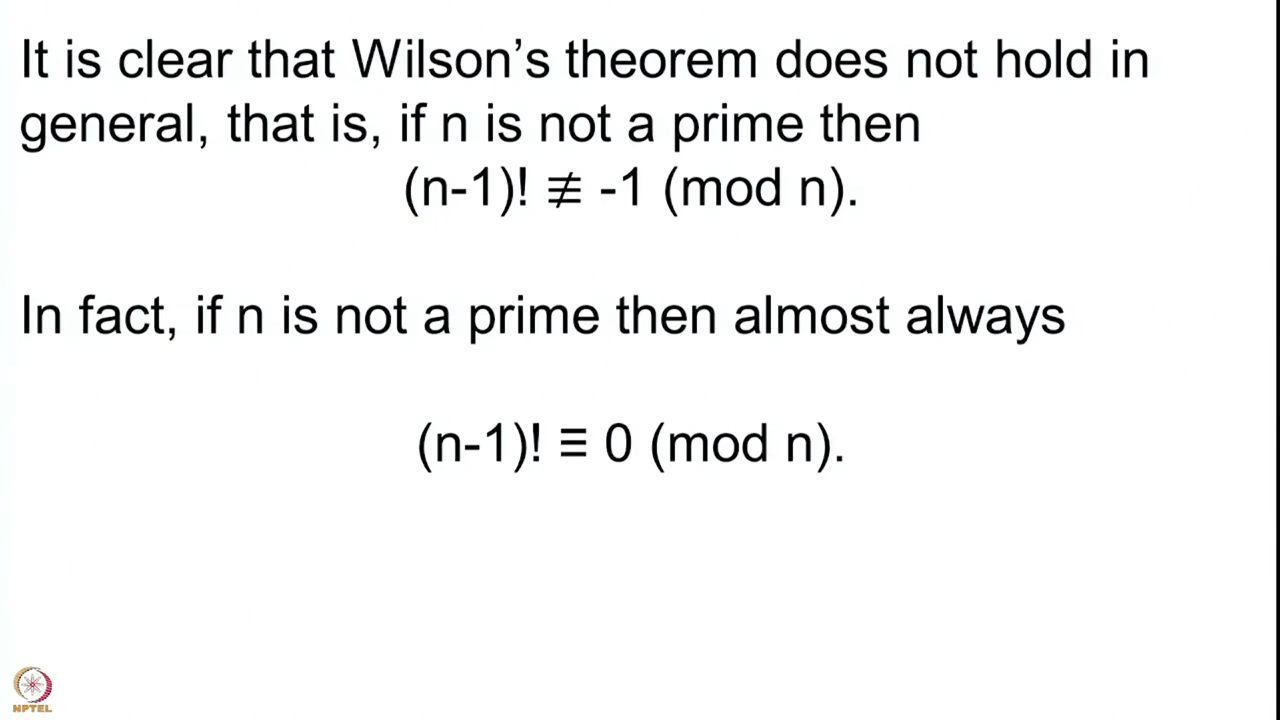 It is clear that Wilson’s theorem does not hold in
general, that is, if n is not a prime then
(n-1)! ≢ -1 (mod n).
In fact, if n is not a prime then almost always
(n-1)! ≡ 0 (mod n).
NPTEL